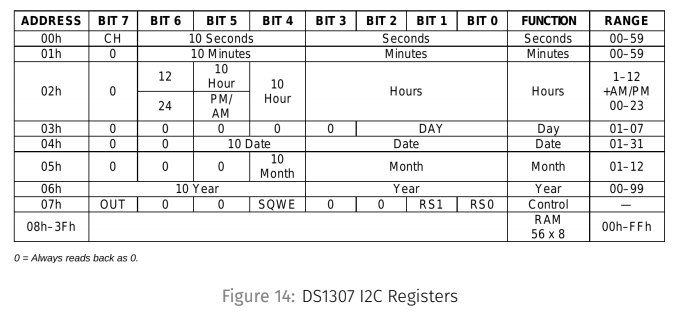 ADDRESS BIT 7 BIT 6 BIT 5 BIT 4 BIT 3 BIT 2 BIT 1 BIT 0 FUNCTION RANGE
00h CH 10 Seconds Seconds Seconds 00–59
01h 0 10 Minutes Minutes Minutes 00–59
02h 0 12 10 Hour 10 Hour Hours Hours 1–12 +AM/PM 00–23
24 PM/AM
03h 0 0 0 0 0 DAY Day 01–07
04h 0 0 10 Date Date Date 01–31
05h 0 0 0 10 Month Month Month 01–12
06h 10 Year Year Year 00–99
07h OUT 0 0 SQWE 0 0 RS1 RS0 Control —
08h–3Fh RAM 56 x 8 00h–FFh
0 = Always reads back as 0.
Figure 14: DS1307 I2C Registers